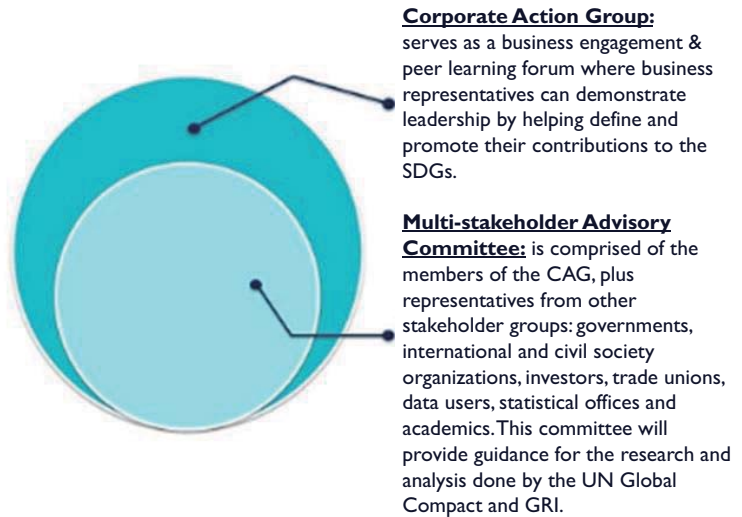 Corporate Action Group:
serves as a business engagement &
peer learning forum where business
representatives can demonstrate
leadership by helping define and
promote their contributions to the
SDGs.
Multi-stakeholder Advisory
Committee: is comprised of the
members of the CAG, plus
representatives from other
stakeholder groups: governments,
international and civil society
organizations, investors, trade unions,
data users, statistical offices and
academics. This committee will
provide guidance for the research and
analysis done by the UN Global
Compact and GRI.